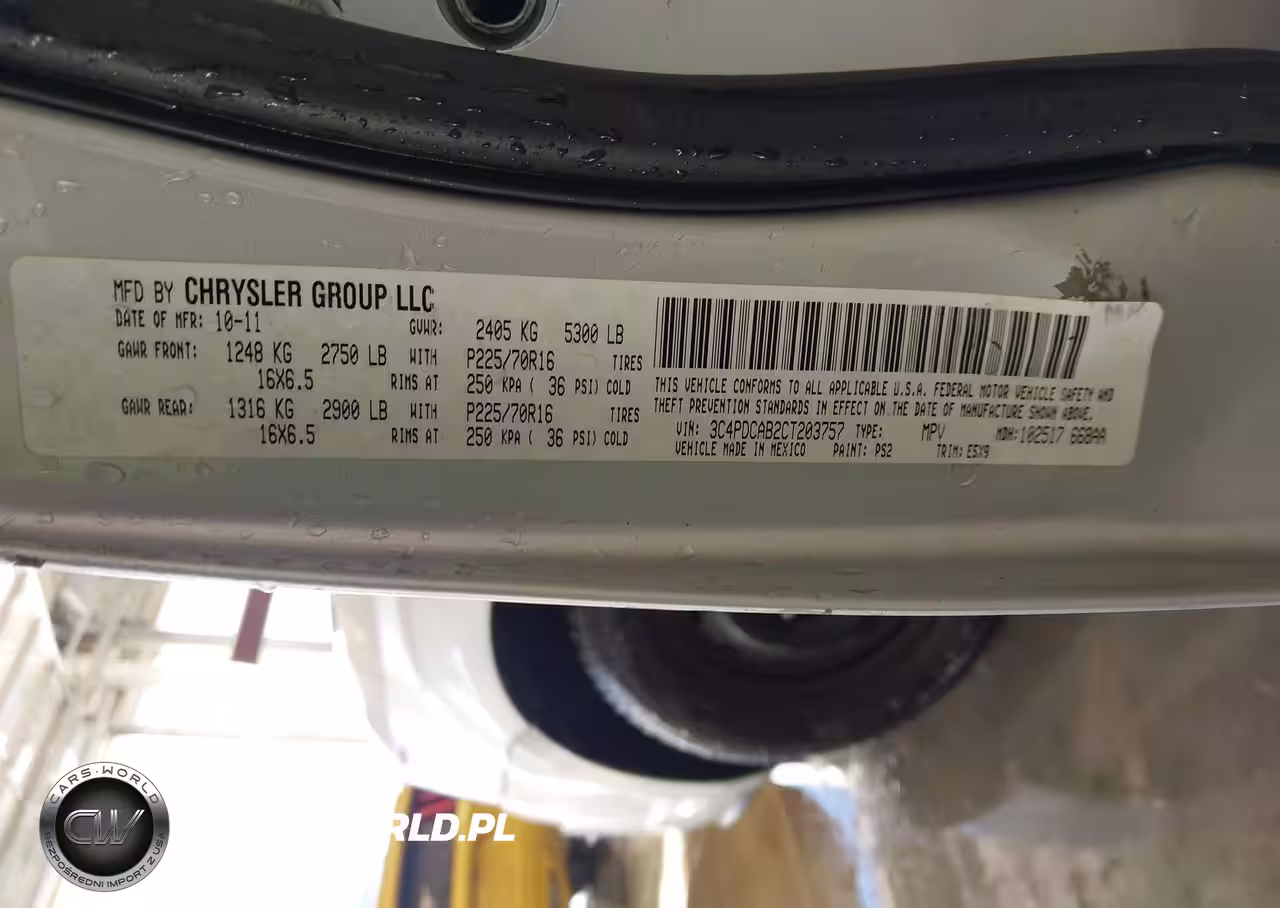 MFD BY CHRYSLER GROUP LLC
DATE OF MFR: 10-11 GVWR: 2405 KG 5300 LB
GAWR FRONT: 1248 KG 2750 LB WITH P225/70R16 TIRES
16X6.5 RIMS AT 250 KPA ( 36 PSI) COLD
GAWR REAR: 1316 KG 2900 LB WITH P225/70R16 TIRES
16X6.5 RIMS AT 250 KPA ( 36 PSI) COLD
THIS VEHICLE CONFORMS TO ALL APPLICABLE U.S.A. FEDERAL MOTOR VEHICLE SAFETY AND
THEFT PREVENTION STANDARDS IN EFFECT ON THE DATE OF MANUFACTURE SHOWN ABOVE.
VIN: 3C4PDCAB2CT203757 TYPE: MPV MDH:102517 668AA
VEHICLE MADE IN MEXICO PAINT: PS2 TRIM: E5X9
CARS-WORLD
CW
BEZPOŚREDNI IMPORT Z USA
RLD.PL